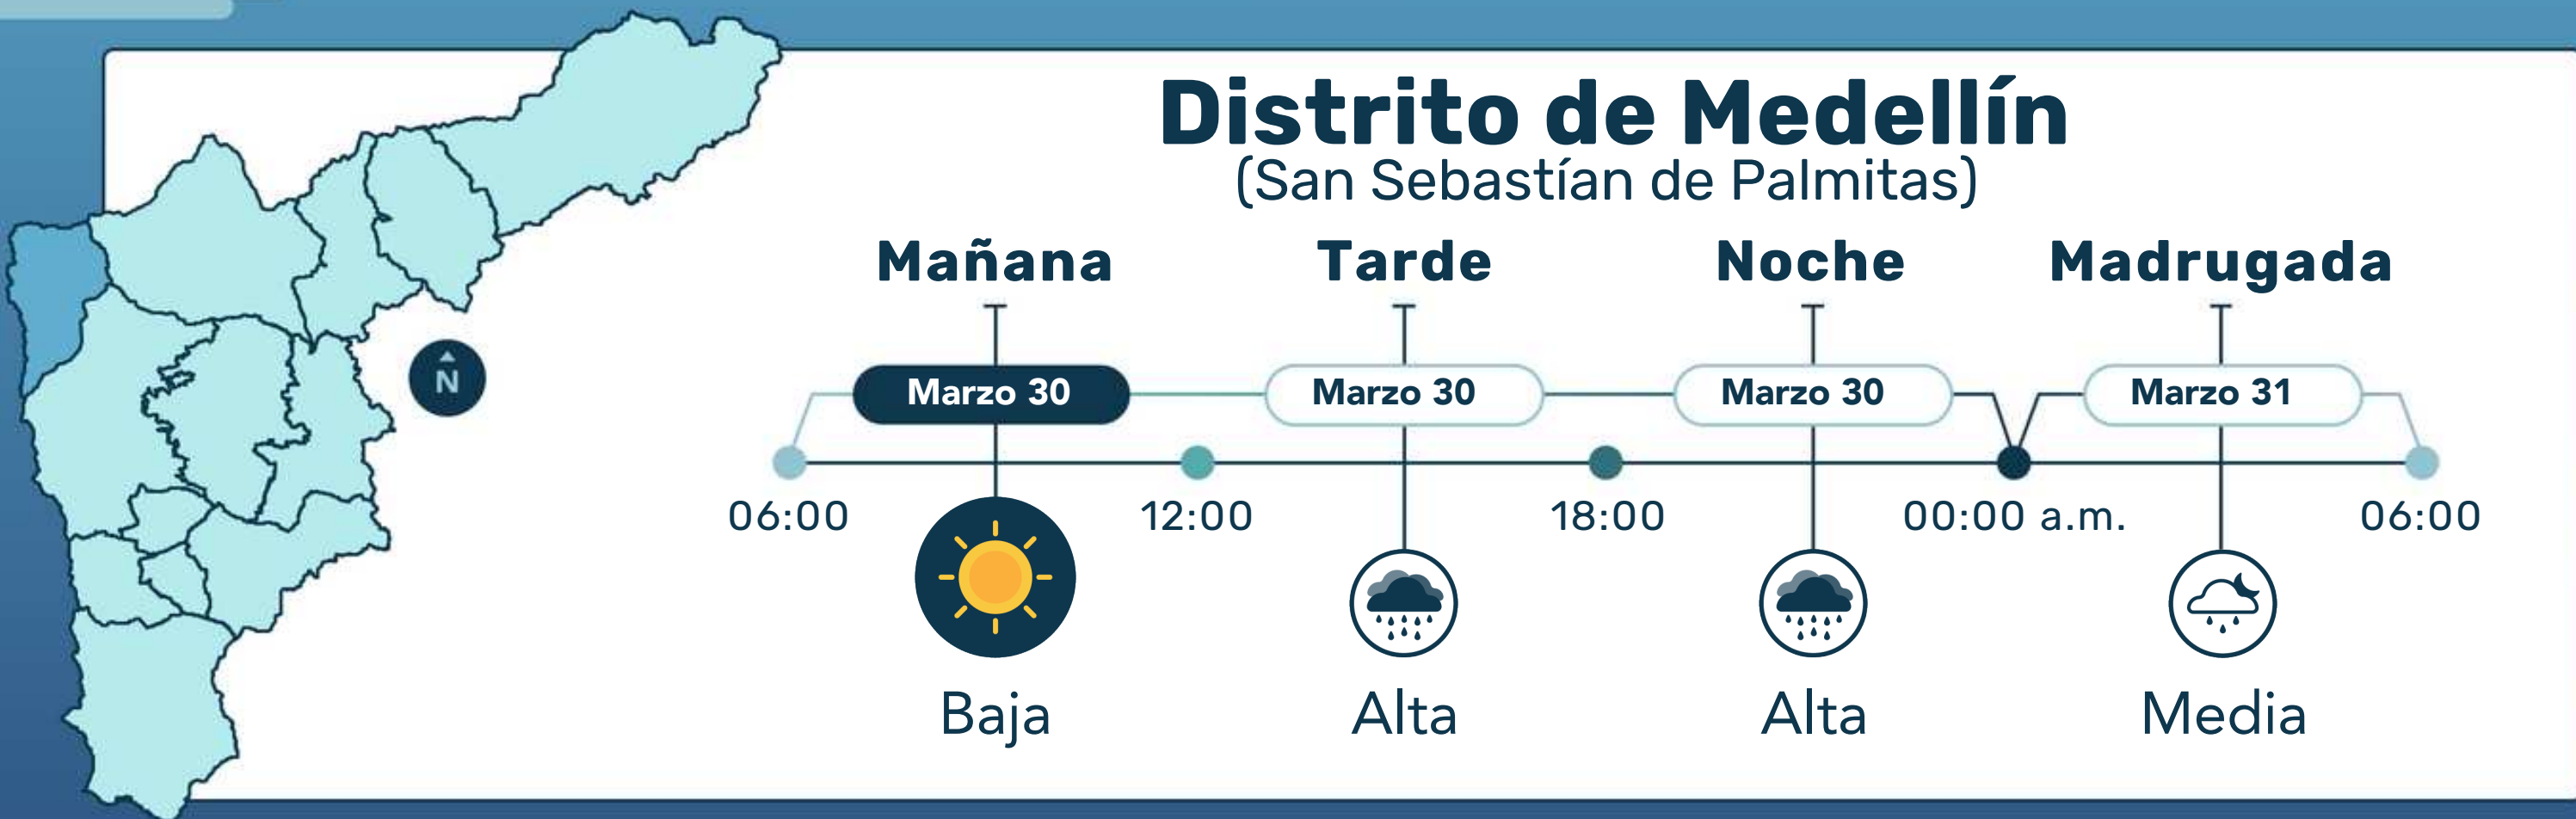 Distrito de Medellín
(San Sebastían de Palmitas)
Mañana Tarde Noche Madrugada
N
Marzo 30 Marzo 30 Marzo 30 Marzo 31
06:00 12:00 18:00 00:00 a.m. 06:00
Baja Alta Alta Media